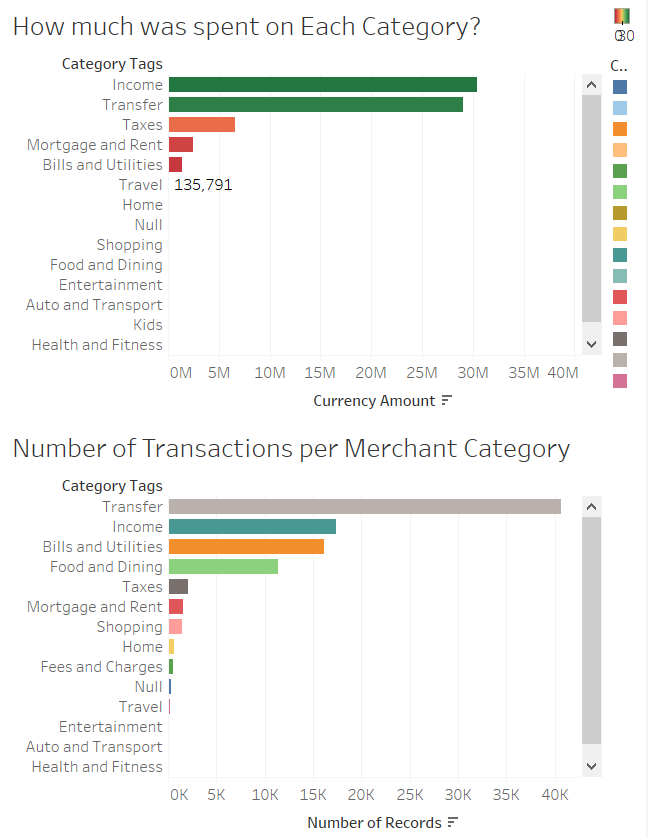 How much was spent on Each Category?
Category Tags
Income
Transfer
Taxes
Mortgage and Rent
Bills and Utilities
Travel 135,791
Home
Null
Shopping
Food and Dining
Entertainment
Auto and Transport
Kids
Health and Fitness
0M 5M 10M 15M 20M 25M 30M 35M 40M
Currency Amount
C..
Number of Transactions per Merchant Category
Category Tags
Transfer
Income
Bills and Utilities
Food and Dining
Taxes
Mortgage and Rent
Shopping
Home
Fees and Charges
Null
Travel
Entertainment
Auto and Transport
Health and Fitness
0K 5K 10K 15K 20K 25K 30K 35K 40K
Number of Records